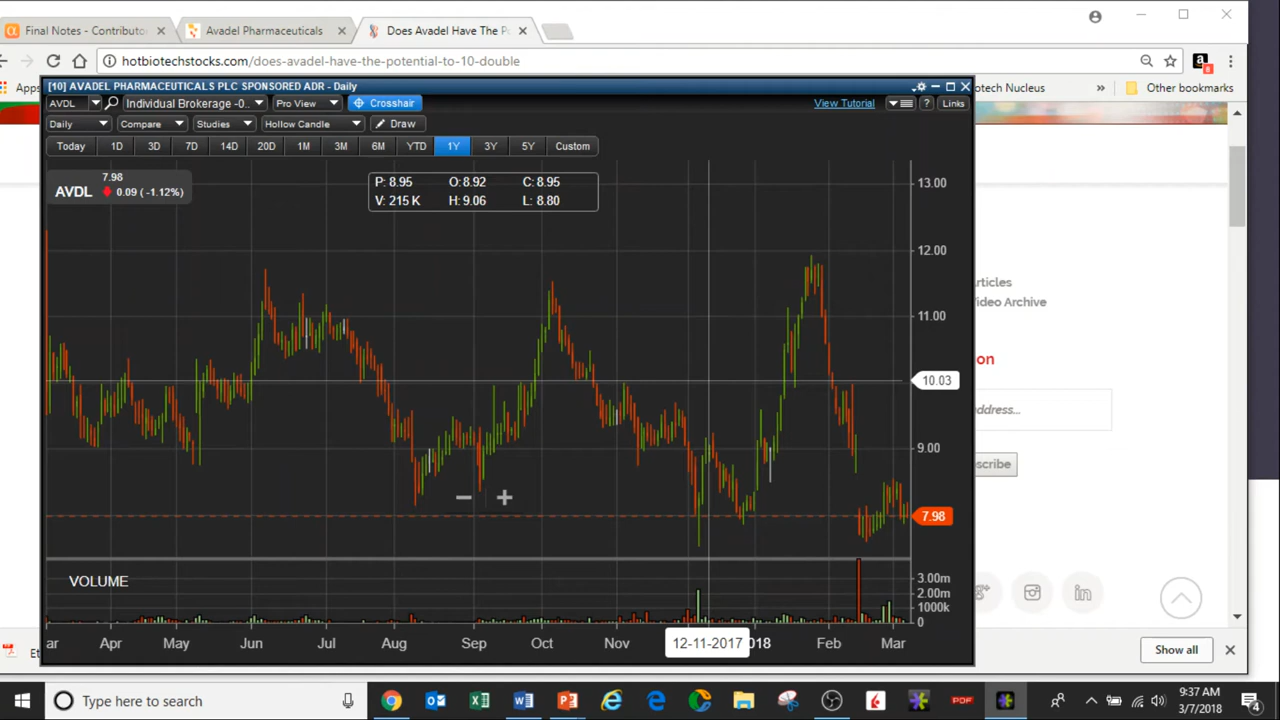 Final Notes - Contributo
Avadel Pharmaceuticals
Does Avadel Have The Po
hotbiotechstocks.com/does-avadel-have-the-potential-to-10-double
Apps
otech Nucleus
Other bookmarks
[10] AVADEL PHARMACEUTICALS PLC SPONSORED ADR - Daily
AVDL
Individual Brokerage -0..
Pro View
Crosshair
View Tutorial
?
Links
Daily
Compare
Studies
Hollow Candle
Draw
Today
1D
3D
7D
14D
20D
1M
3M
6M
YTD
1Y
3Y
5Y
Custom
AVDL
7.98
0.09 (-1.12%)
P: 8.95 O: 8.92 C: 8.95
V: 215 K H: 9.06 L: 8.80
13.00
12.00
11.00
10.03
9.00
7.98
rticles
ideo Archive
on
ddress...
scribe
VOLUME
3.00m
2.00m
1000k
0
ar Apr May Jun Jul Aug Sep Oct Nov 12-11-2017 018 Feb Mar
Et
Show all
Type here to search
PDF
9:37 AM
3/7/2018
4